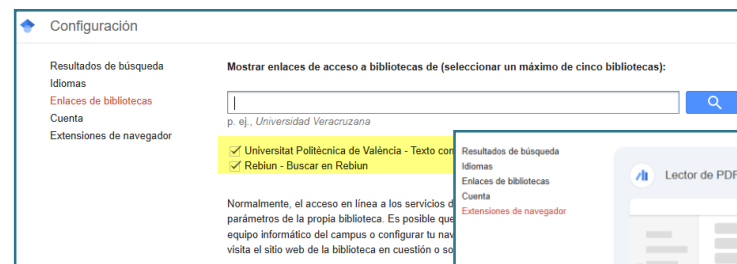 Configuración
Resultados de búsqueda
Idiomas
Enlaces de bibliotecas
Cuenta
Extensiones de navegador
Mostrar enlaces de acceso a bibliotecas de (seleccionar un máximo de cinco bibliotecas):
p. ej., Universidad Veracruzana
Universitat Politècnica de València - Texto con
Rebiun - Buscar en Rebiun
Normalmente, el acceso en línea a los servicios d
parámetros de la propia biblioteca. Es posible que
equipo informático del campus o configurar tu nav
visita el sitio web de la biblioteca en cuestión o so
Resultados de búsqueda
Idiomas
Enlaces de bibliotecas
Cuenta
Extensiones de navegador
Lector de PDF